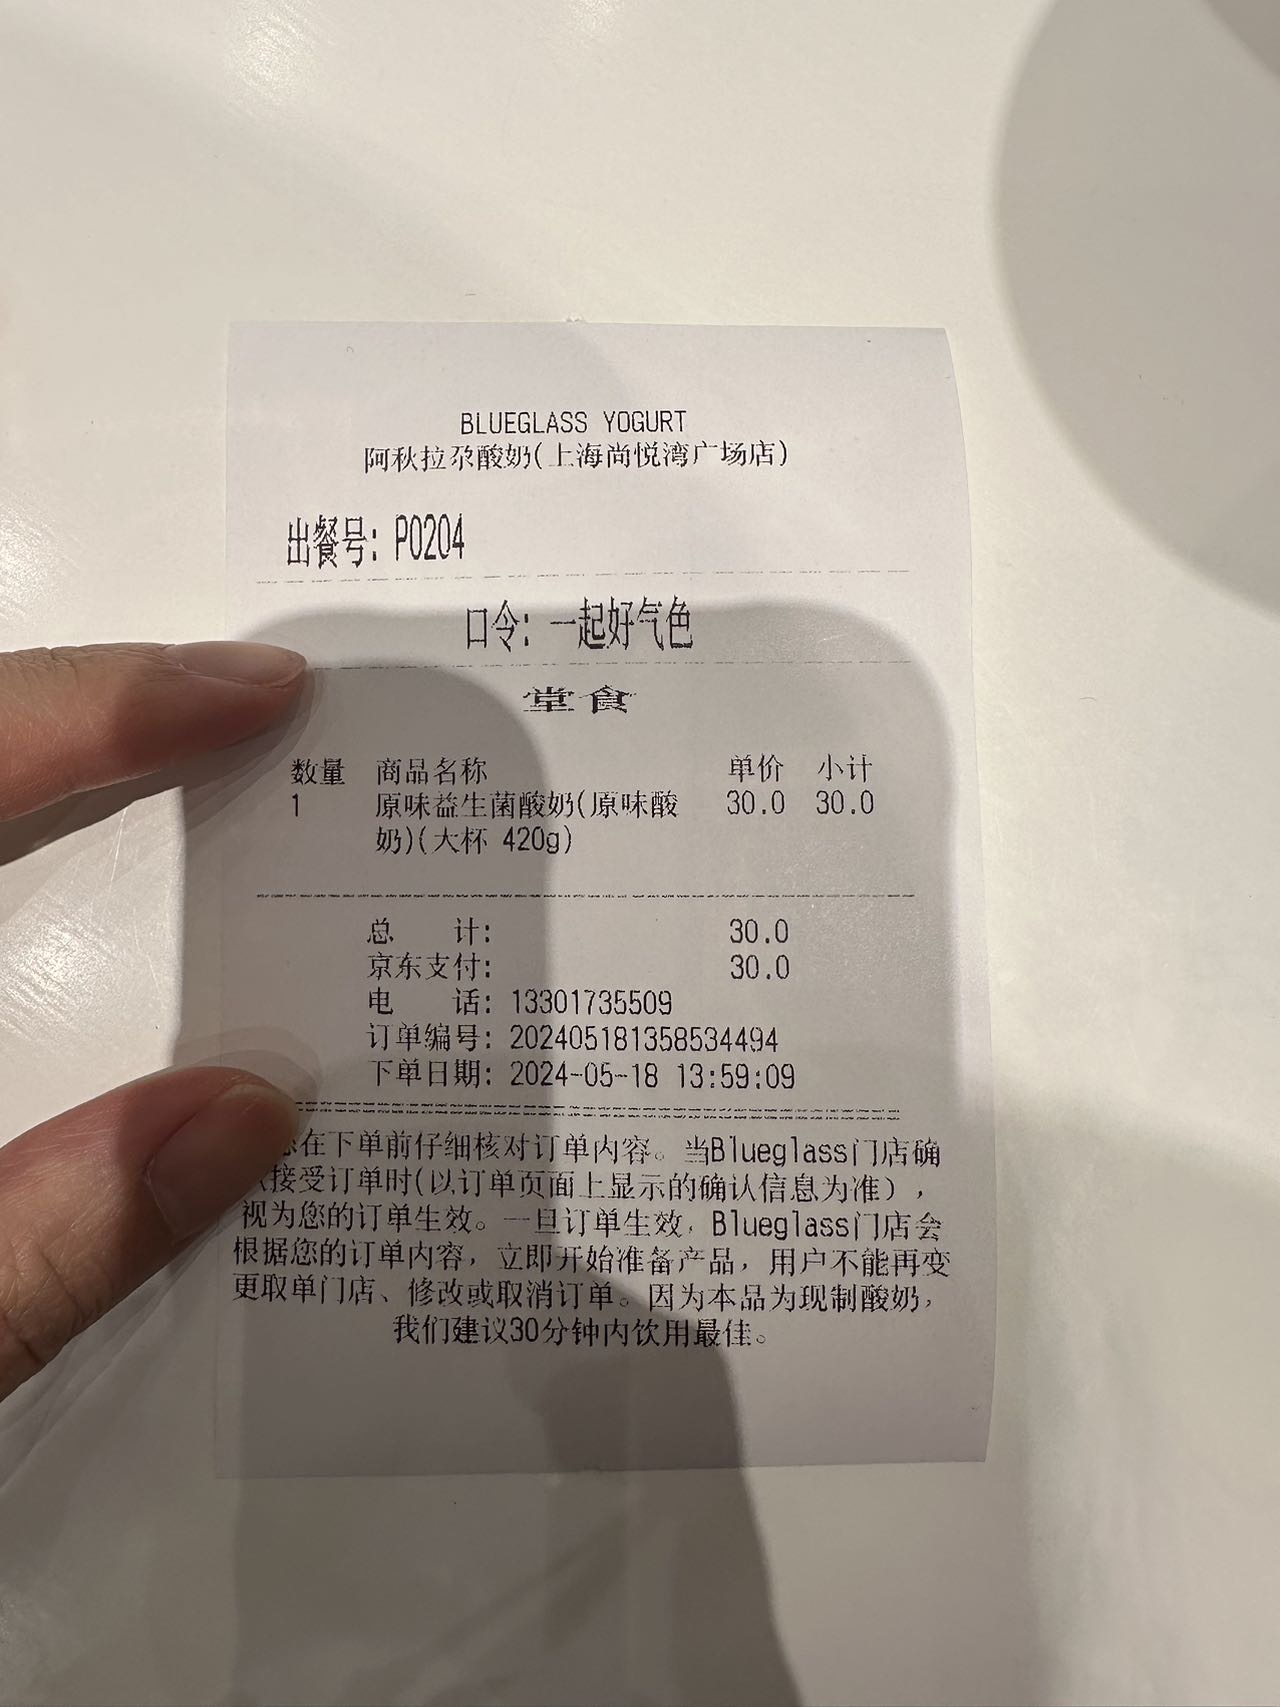 BLUEGLASS YOGURT
阿秋拉尕酸奶(上海尚悦湾广场店)
出餐号: P0204
口令: 一起好气色
堂食
数量 商品名称 单价 小计
1 原味益生菌酸奶(原味酸 30.0 30.0
奶)(大杯 420g)
总 计: 30.0
京东支付: 30.0
电 话: 13301735509
订单编号: 202405181358534494
下单日期: 2024-05-18 13:59:09
在下单前仔细核对订单内容。当Blueglass门店确
接受订单时(以订单页面上显示的确认信息为准),
视为您的订单生效。一旦订单生效, Blueglass门店会
根据您的订单内容, 立即开始准备产品, 用户不能再变
更取单门店、修改或取消订单。因为本品为现制酸奶,
我们建议30分钟内饮用最佳。